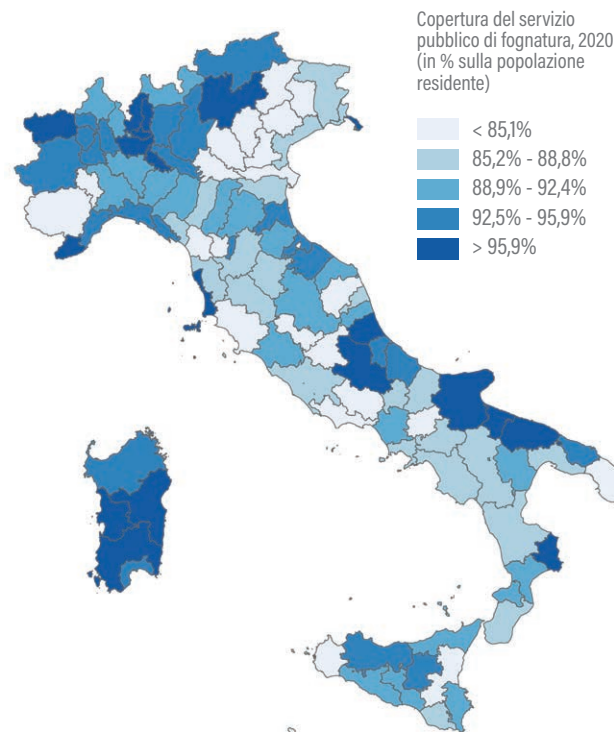 Copertura del servizio
pubblico di fognatura, 2020
(in % sulla popolazione
residente)
< 85,1%
85,2% - 88,8%
88,9% - 92,4%
92,5% - 95,9%
> 95,9%